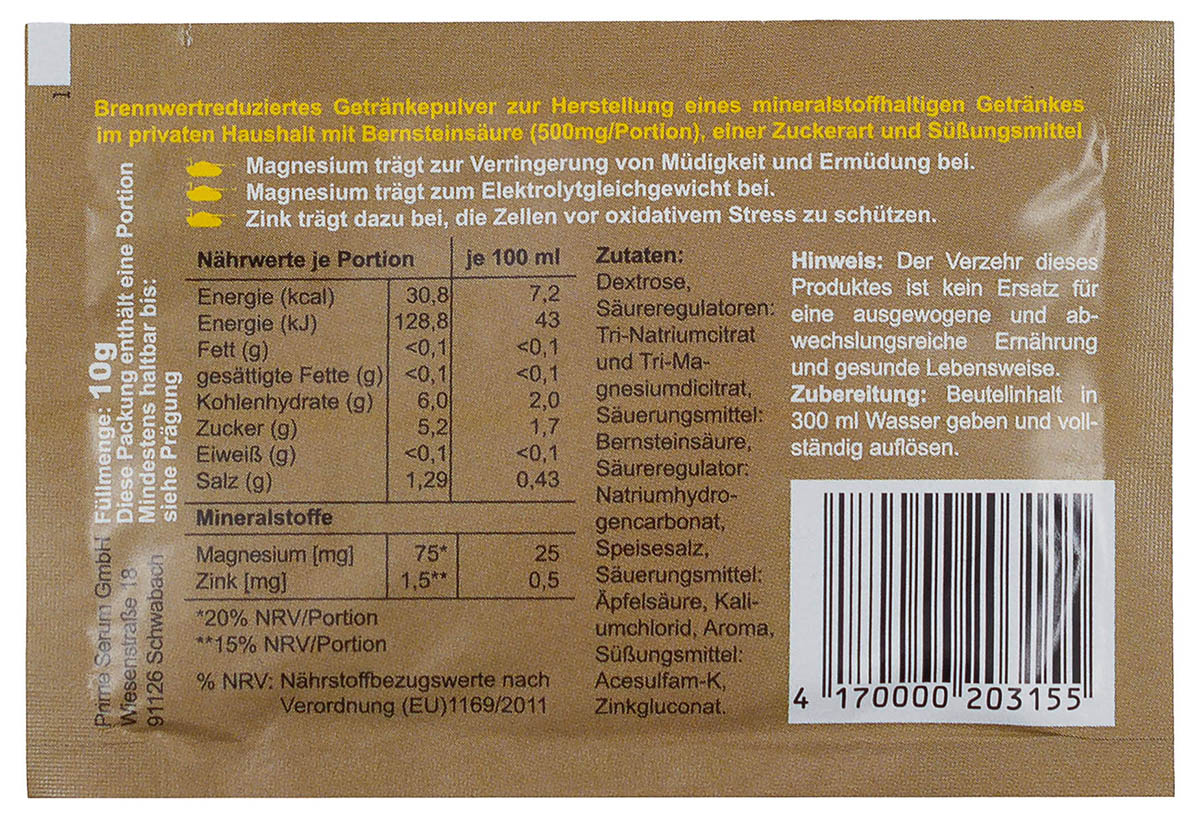 Brennwertreduziertes Getränkepulver zur Herstellung eines mineralstoffhaltigen Getränkes
im privaten Haushalt mit Bernsteinsäure (500mg/Portion), einer Zuckerart und Süßungsmittel
Magnesium trägt zur Verringerung von Müdigkeit und Ermüdung bei.
Magnesium trägt zum Elektrolytgleichgewicht bei.
Zink trägt dazu bei, die Zellen vor oxidativem Stress zu schützen.
Füllmenge: 10g
Diese Packung enthält eine Portion
Mindestens haltbar bis:
siehe Prägung
Prime Serum GmbH
Wiesenstraße 18
91126 Schwabach
Nährwerte je Portion je 100 ml
Energie (kcal) 30,8 7,2
Energie (kJ) 128,8 43
Fett (g) <0,1 <0,1
gesättigte Fette (g) <0,1 <0,1
Kohlenhydrate (g) 6,0 2,0
Zucker (g) 5,2 1,7
Eiweiß (g) <0,1 <0,1
Salz (g) 1,29 0,43
Mineralstoffe
Magnesium [mg] 75* 25
Zink [mg] 1,5** 0,5
*20% NRV/Portion
**15% NRV/Portion
% NRV: Nährstoffbezugswerte nach
Verordnung (EU)1169/2011
Zutaten:
Dextrose,
Säureregulatoren:
Tri-Natriumcitrat
und Tri-Ma-
gnesiumdicitrat,
Säuerungsmittel:
Bernsteinsäure,
Säureregulator:
Natriumhydro-
gencarbonat,
Speisesalz,
Säuerungsmittel:
Äpfelsäure, Kali-
umchlorid, Aroma,
Süßungsmittel:
Acesulfam-K,
Zinkgluconat.
Hinweis: Der Verzehr dieses
Produktes ist kein Ersatz für
eine ausgewogene und ab-
wechslungsreiche Ernährung
und gesunde Lebensweise.
Zubereitung: Beutelinhalt in
300 ml Wasser geben und voll-
ständig auflösen.
4 170000 203155